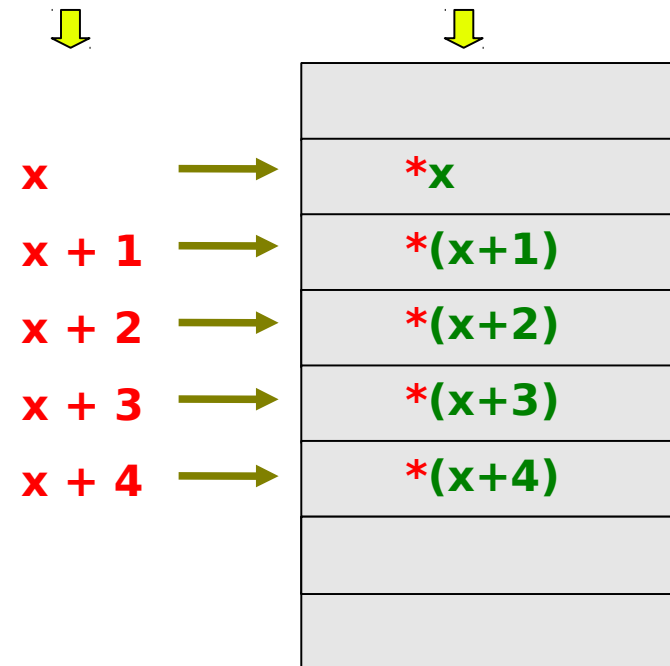 x *x
x + 1 *(x+1)
x + 2 *(x+2)
x + 3 *(x+3)
x + 4 *(x+4)